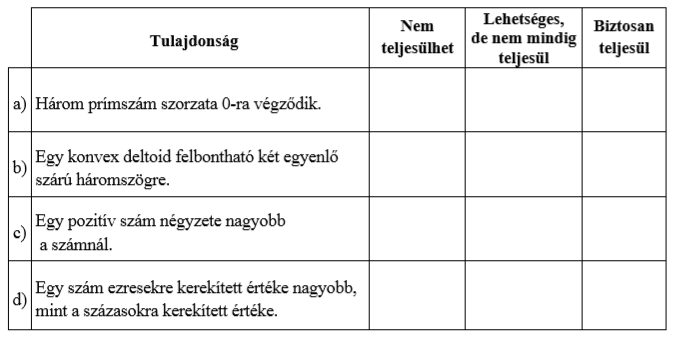 Tulajdonság
Nem
teljesülhet
Lehetséges,
de nem mindig
teljesül
Biztosan
teljesül
a) Három prímszám szorzata 0-ra végződik.
b) Egy konvex deltoid felbontható két egyenlő
szárú háromszögre.
c) Egy pozitív szám négyzete nagyobb
a számnál.
d) Egy szám ezresekre kerekített értéke nagyobb,
mint a százasokra kerekített értéke.